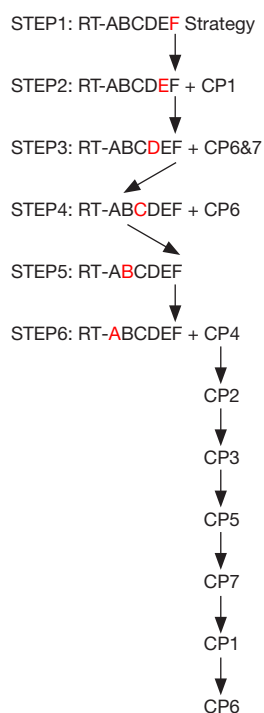 STEP1: RT-ABCDEF Strategy
STEP2: RT-ABCDEF + CP1
STEP3: RT-ABCDEF + CP6&7
STEP4: RT-ABCDEF + CP6
STEP5: RT-ABCDEF
STEP6: RT-ABCDEF + CP4
CP2
CP3
CP5
CP7
CP1
CP6